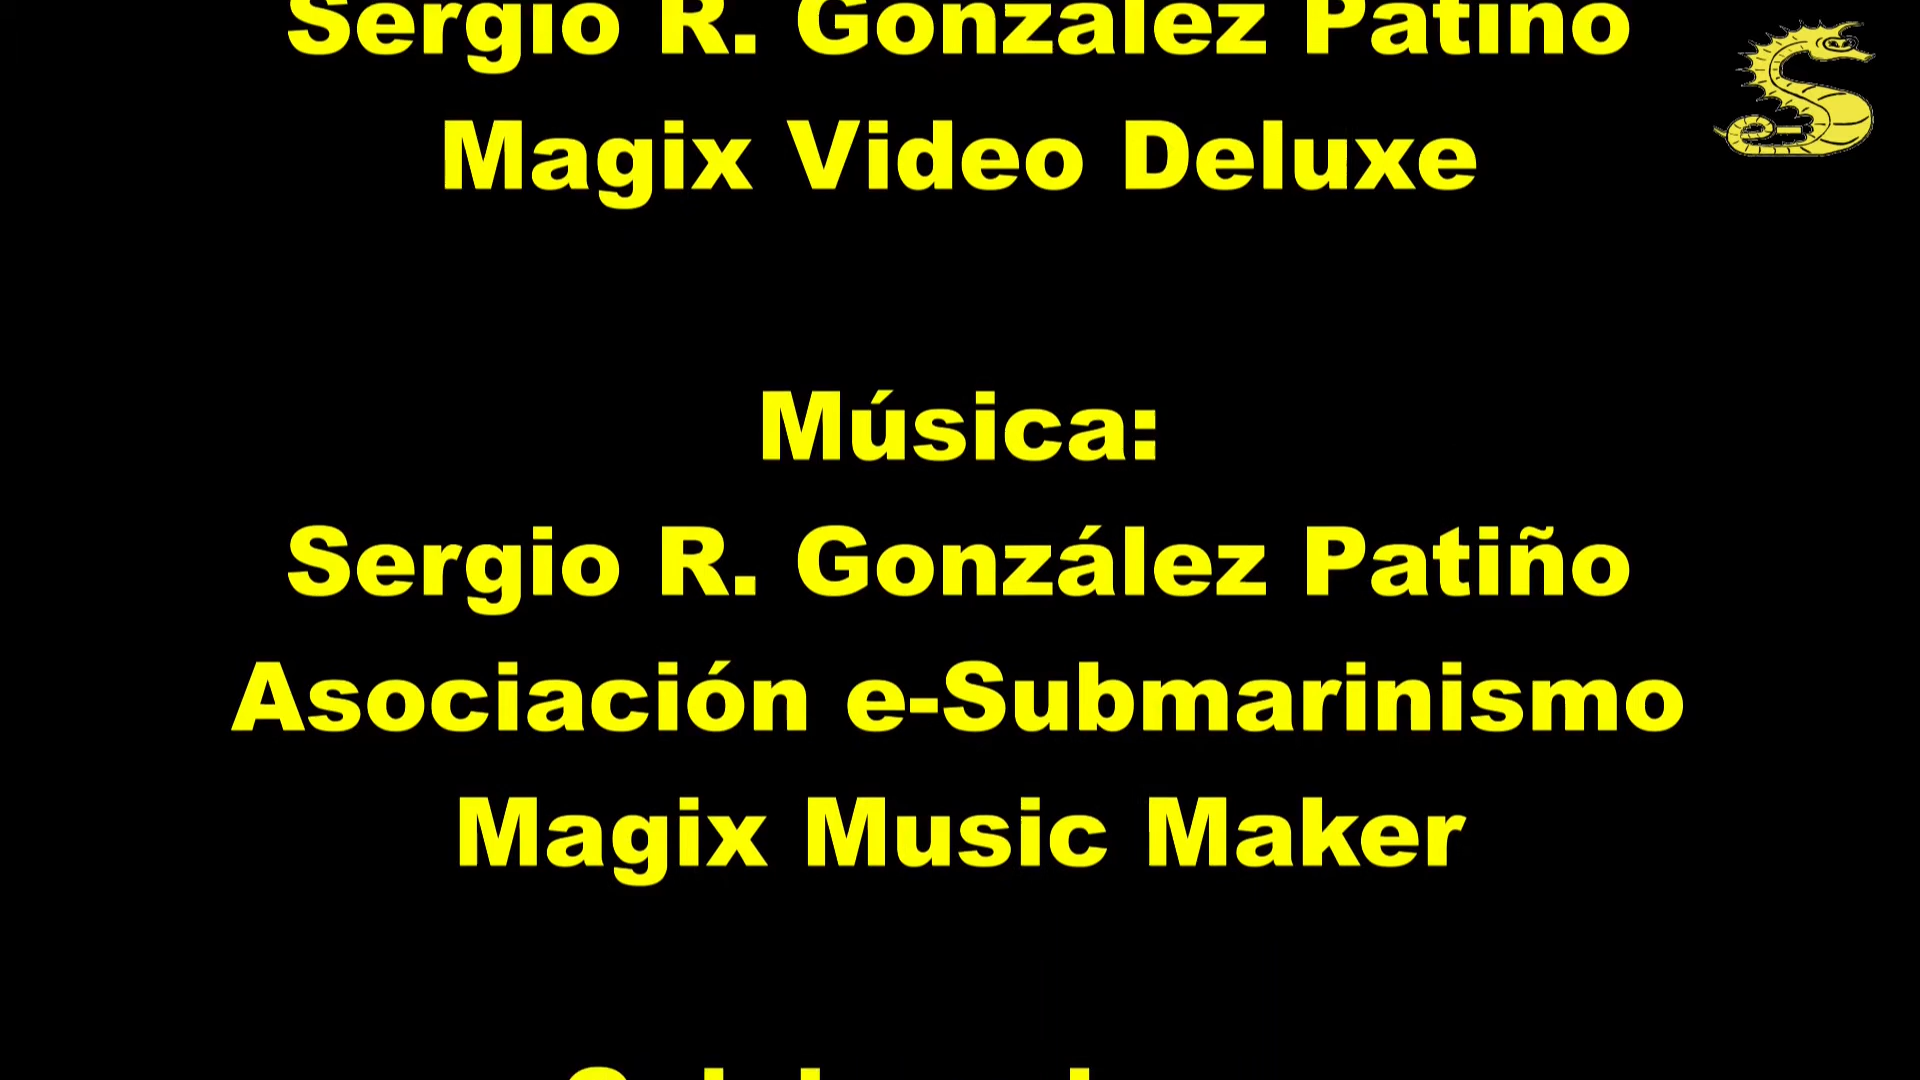 Sergio R. González Patiño
Magix Video Deluxe
Música:
Sergio R. González Patiño
Asociación e-Submarinismo
Magix Music Maker